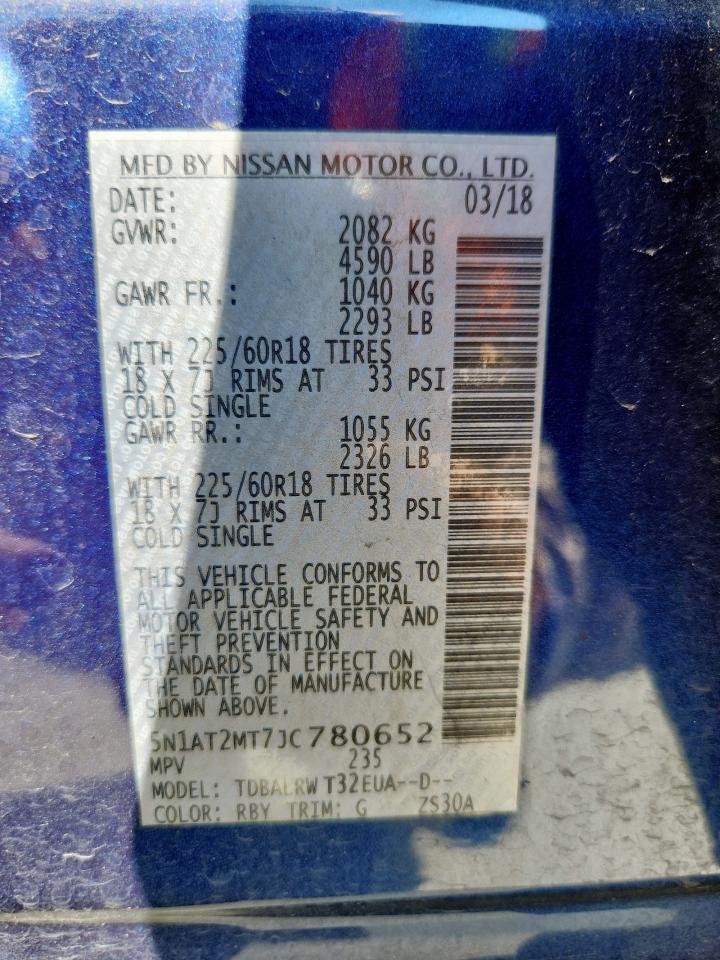 MFD BY NISSAN MOTOR CO., LTD.
DATE: 03/18
GVWR: 2082 KG
4590 LB
GAWR FR.: 1040 KG
2293 LB
WITH 225/60R18 TIRES
18 X 7J RIMS AT 33 PSI
COLD SINGLE
GAWR RR.: 1055 KG
2326 LB
WITH 225/60R18 TIRES
18 X 7J RIMS AT 33 PSI
COLD SINGLE
THIS VEHICLE CONFORMS TO
ALL APPLICABLE FEDERAL
MOTOR VEHICLE SAFETY AND
THEFT PREVENTION
STANDARDS IN EFFECT ON
THE DATE OF MANUFACTURE
SHOWN ABOVE.
5N1AT2MT7JC780652
MPV 235
MODEL: TDBALRW T32EUA--D--
COLOR: RBY TRIM: G ZS30A